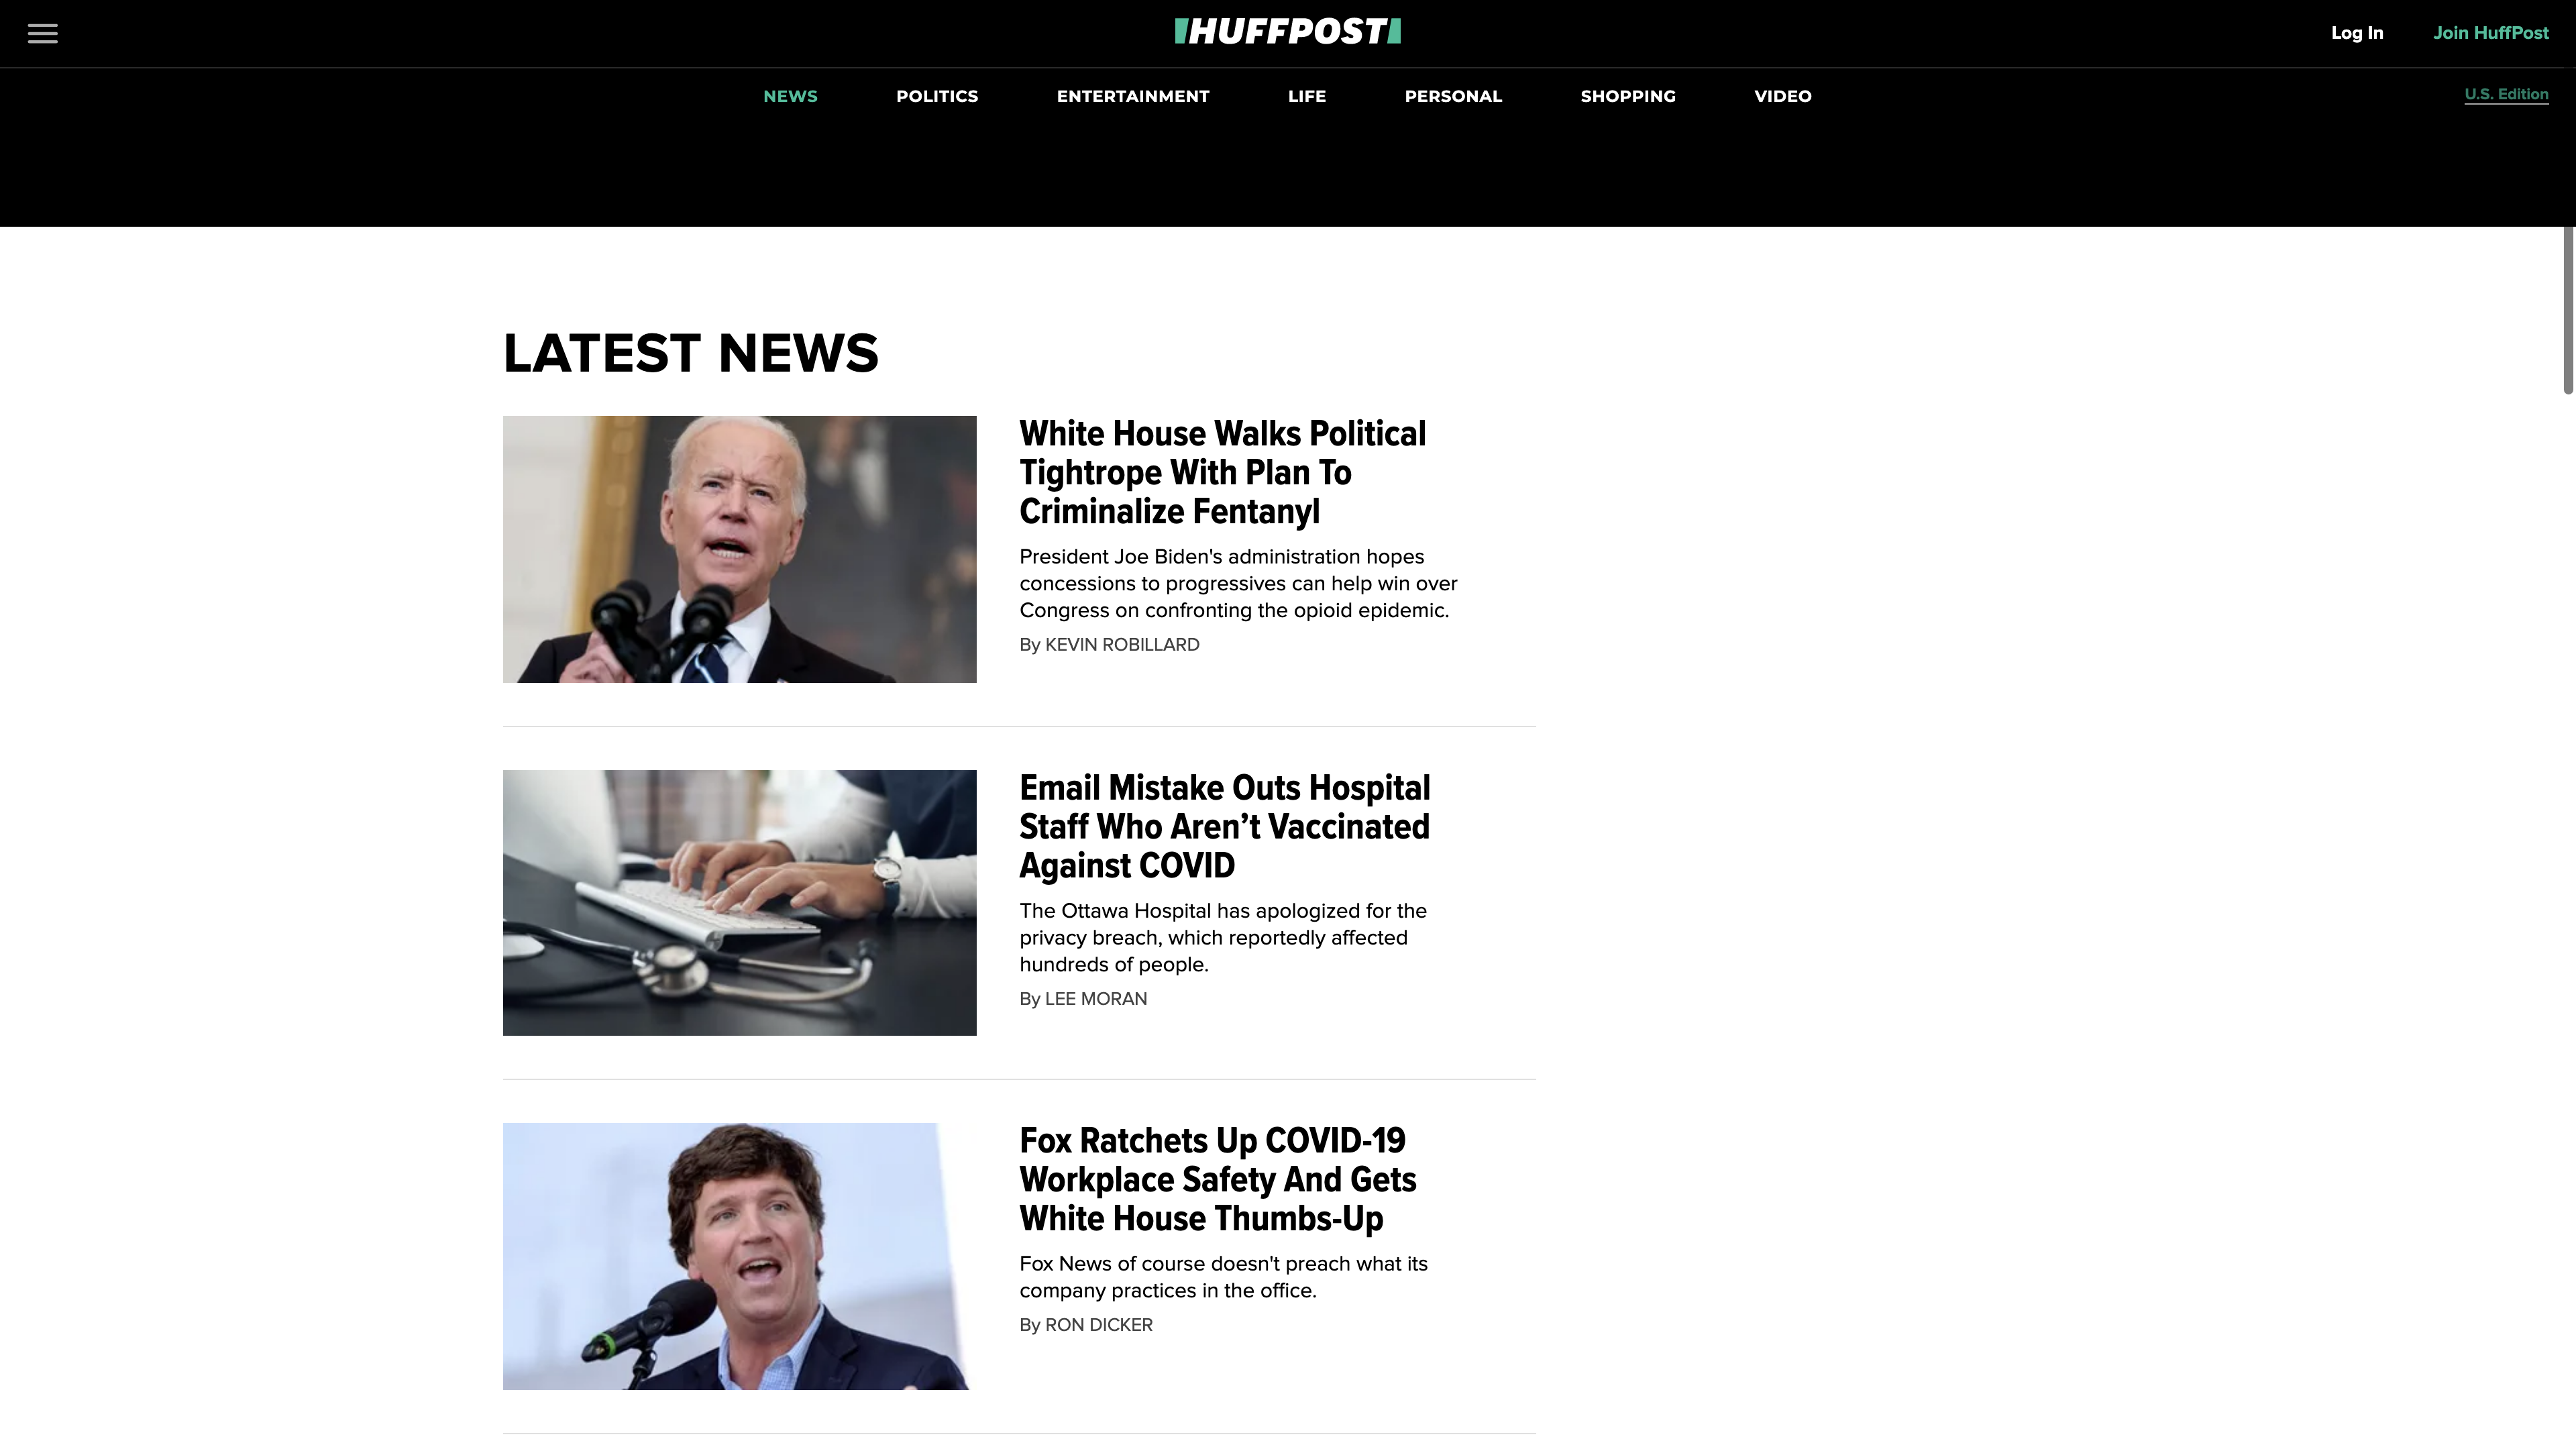 HUFFPOST
Log In
Join HuffPost
NEWS
POLITICS
ENTERTAINMENT
LIFE
PERSONAL
SHOPPING
VIDEO
U.S. Edition
LATEST NEWS
White House Walks Political
Tightrope With Plan To
Criminalize Fentanyl
President Joe Biden's administration hopes
concessions to progressives can help win over
Congress on confronting the opioid epidemic.
By KEVIN ROBILLARD
Email Mistake Outs Hospital
Staff Who Aren’t Vaccinated
Against COVID
The Ottawa Hospital has apologized for the
privacy breach, which reportedly affected
hundreds of people.
By LEE MORAN
Fox Ratchets Up COVID-19
Workplace Safety And Gets
White House Thumbs-Up
Fox News of course doesn't preach what its
company practices in the office.
By RON DICKER